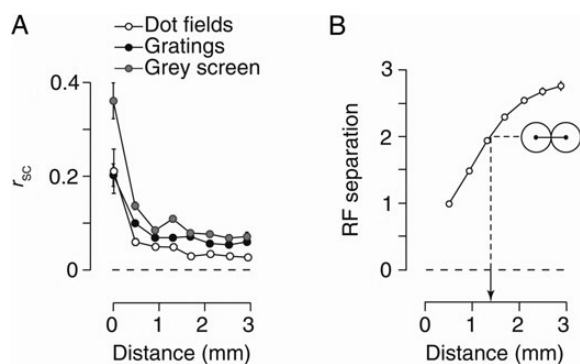 A
Dot fields
Gratings
Grey screen
0.4
0.2
0
r_sc
0 1 2 3
Distance (mm)
B
3
2
1
0
RF separation
0 1 2 3
Distance (mm)